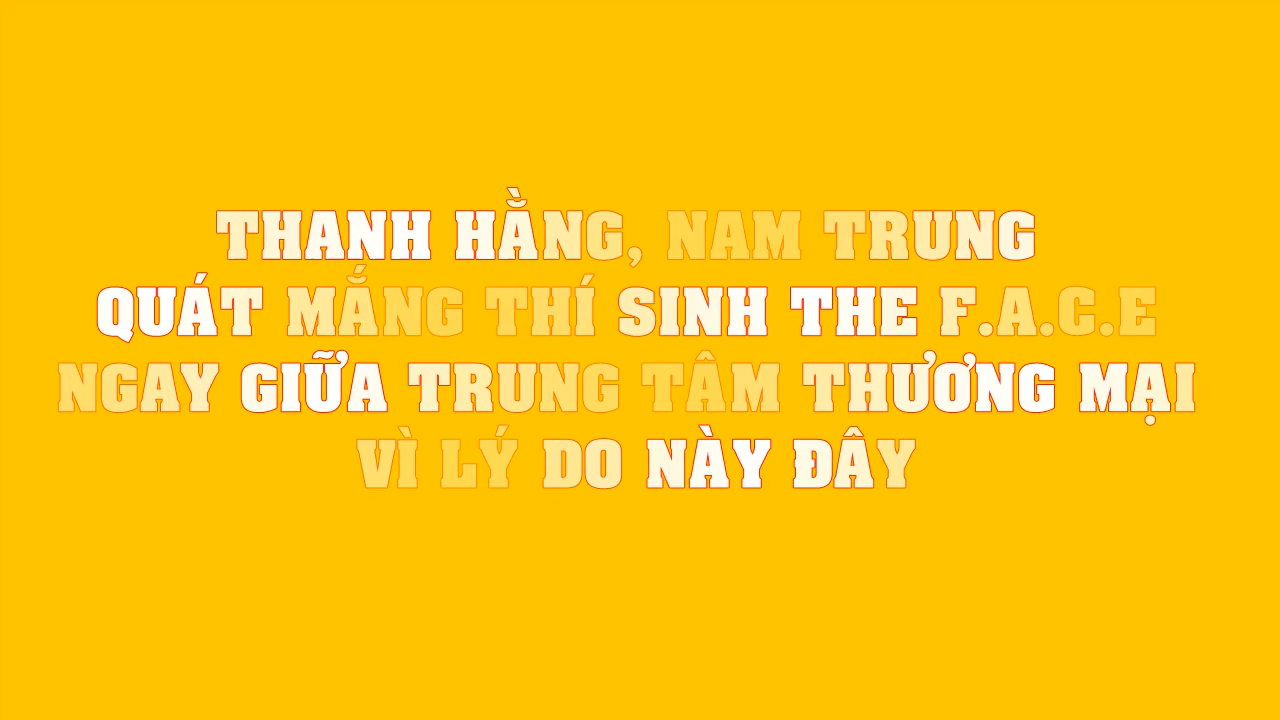 THANH HẰNG, NAM TRUNG
QUÁT MẮNG THÍ SINH THE F.A.C.E
NGAY GIỮA TRUNG TÂM THƯƠNG MẠI
VÌ LÝ DO NÀY ĐÂY